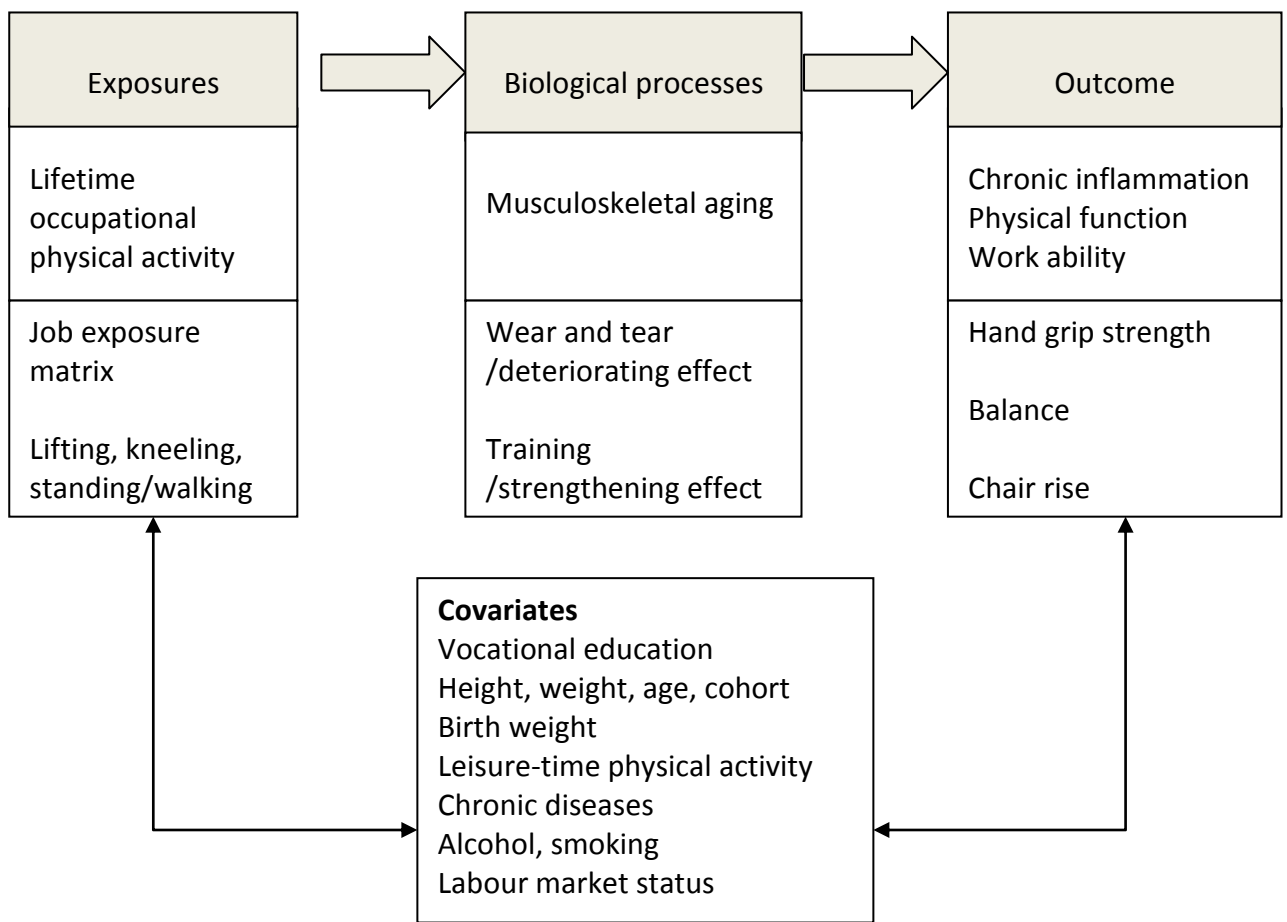 Exposures
Lifetime
occupational
physical activity
Job exposure
matrix
Lifting, kneeling,
standing/walking
Biological processes
Musculoskeletal aging
Wear and tear
/deteriorating effect
Training
/strengthening effect
Outcome
Chronic inflammation
Physical function
Work ability
Hand grip strength
Balance
Chair rise
Covariates
Vocational education
Height, weight, age, cohort
Birth weight
Leisure-time physical activity
Chronic diseases
Alcohol, smoking
Labour market status